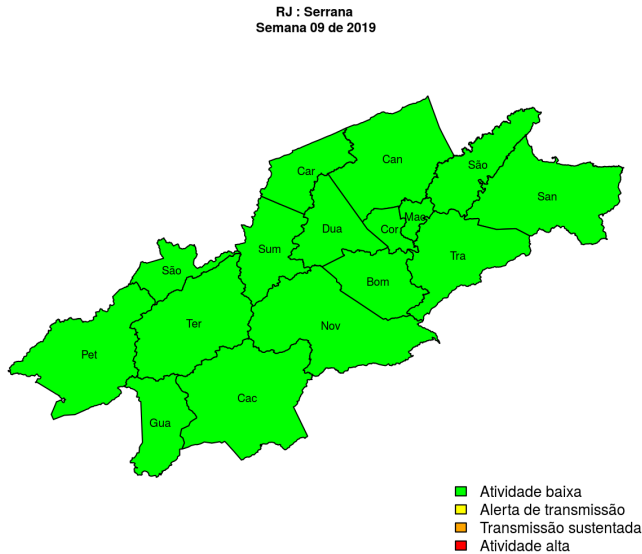 RJ : Serrana
Semana 09 de 2019
Can
São
Car
San
Mac
Dua
Cor
Sum
Tra
São
Bom
Ter
Nov
Pet
Cac
Gua
Atividade baixa
Alerta de transmissão
Transmissão sustentada
Atividade alta